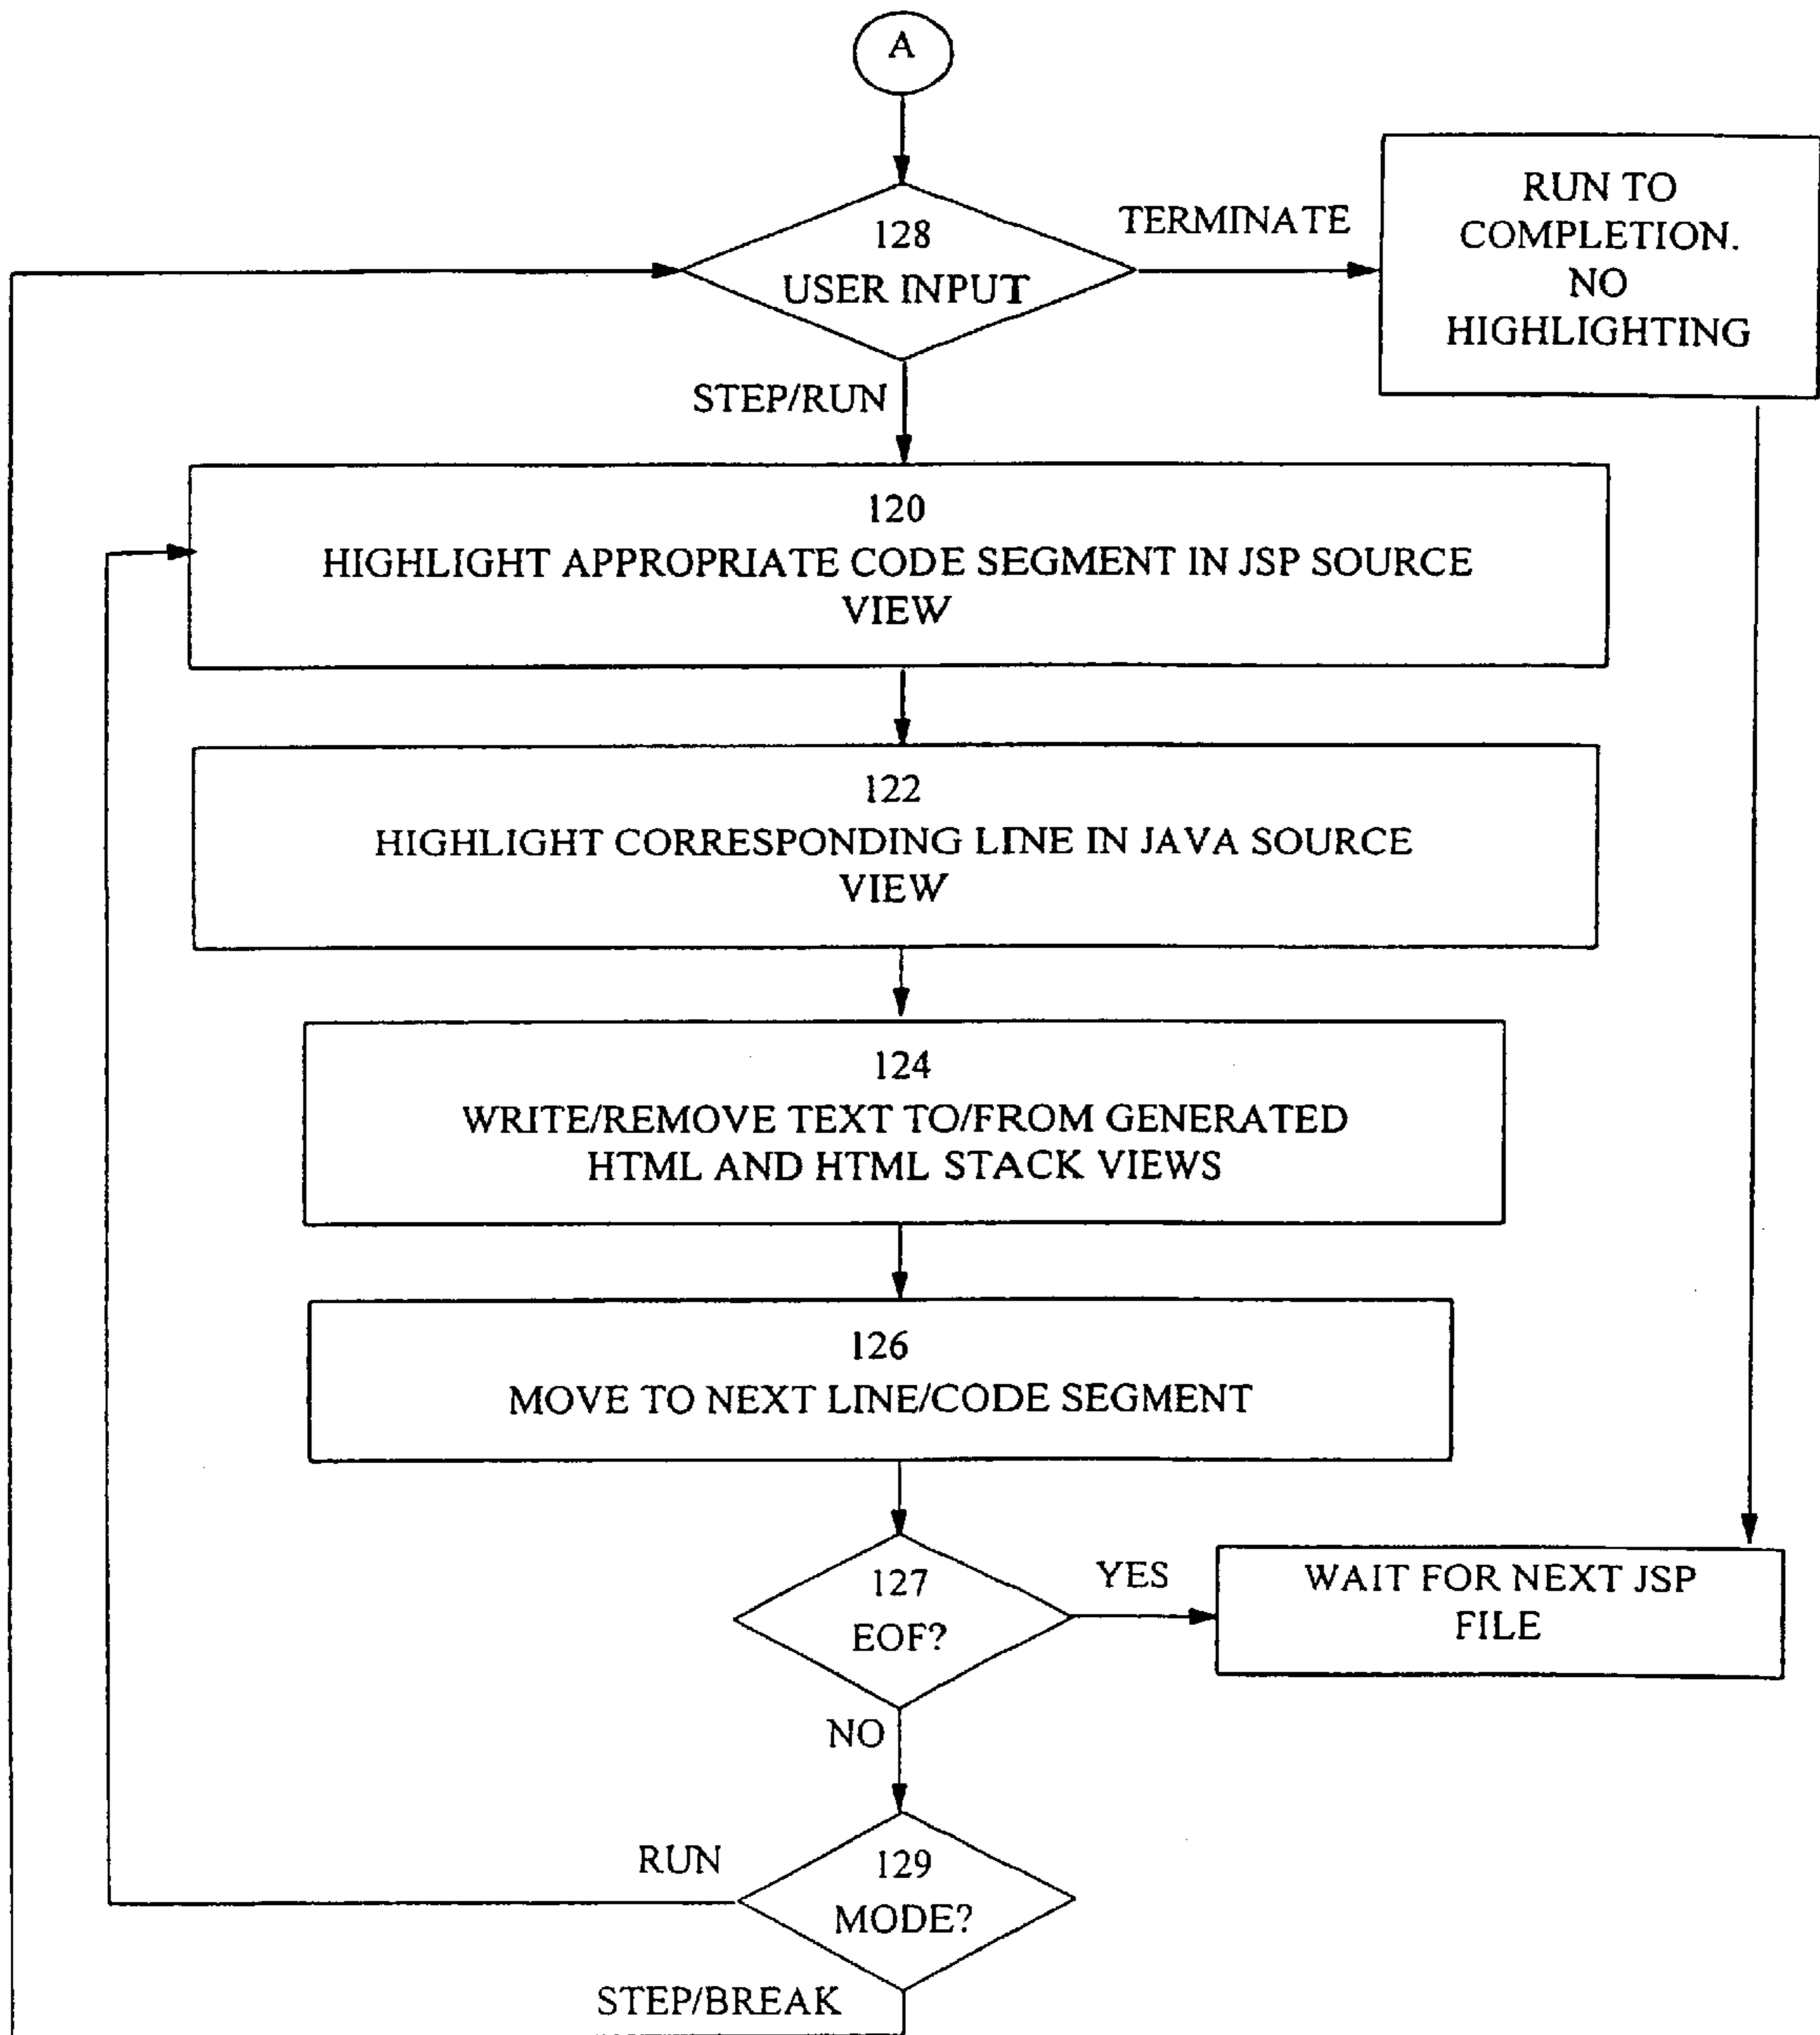 A
128
USER INPUT
TERMINATE
RUN TO
COMPLETION.
NO
HIGHLIGHTING
STEP/RUN
120
HIGHLIGHT APPROPRIATE CODE SEGMENT IN JSP SOURCE
VIEW
122
HIGHLIGHT CORRESPONDING LINE IN JAVA SOURCE
VIEW
124
WRITE/REMOVE TEXT TO/FROM GENERATED
HTML AND HTML STACK VIEWS
126
MOVE TO NEXT LINE/CODE SEGMENT
127
EOF?
YES
WAIT FOR NEXT JSP
FILE
NO
RUN
129
MODE?
STEP/BREAK